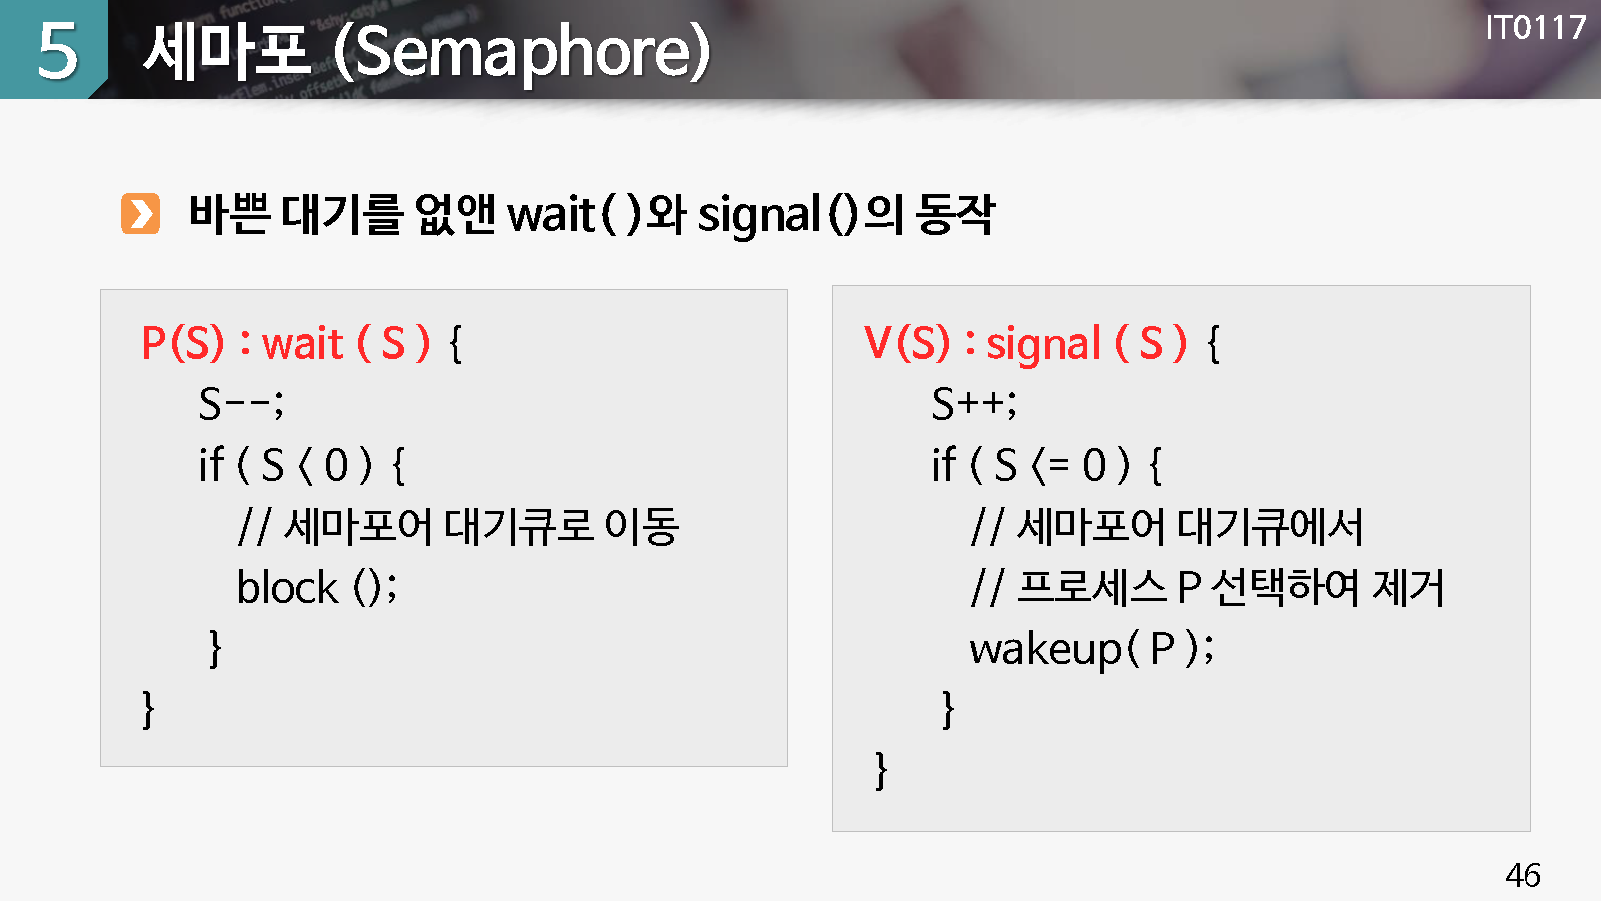 5 세마포 (Semaphore)
IT0117
바쁜 대기를 없앤 wait( )와 signal()의 동작
P(S) : wait ( S ) {
S--;
if ( S < 0 ) {
// 세마포어 대기큐로 이동
block ();
}
}
V(S) : signal ( S ) {
S++;
if ( S <= 0 ) {
// 세마포어 대기큐에서
// 프로세스 P 선택하여 제거
wakeup( P );
}
}
46